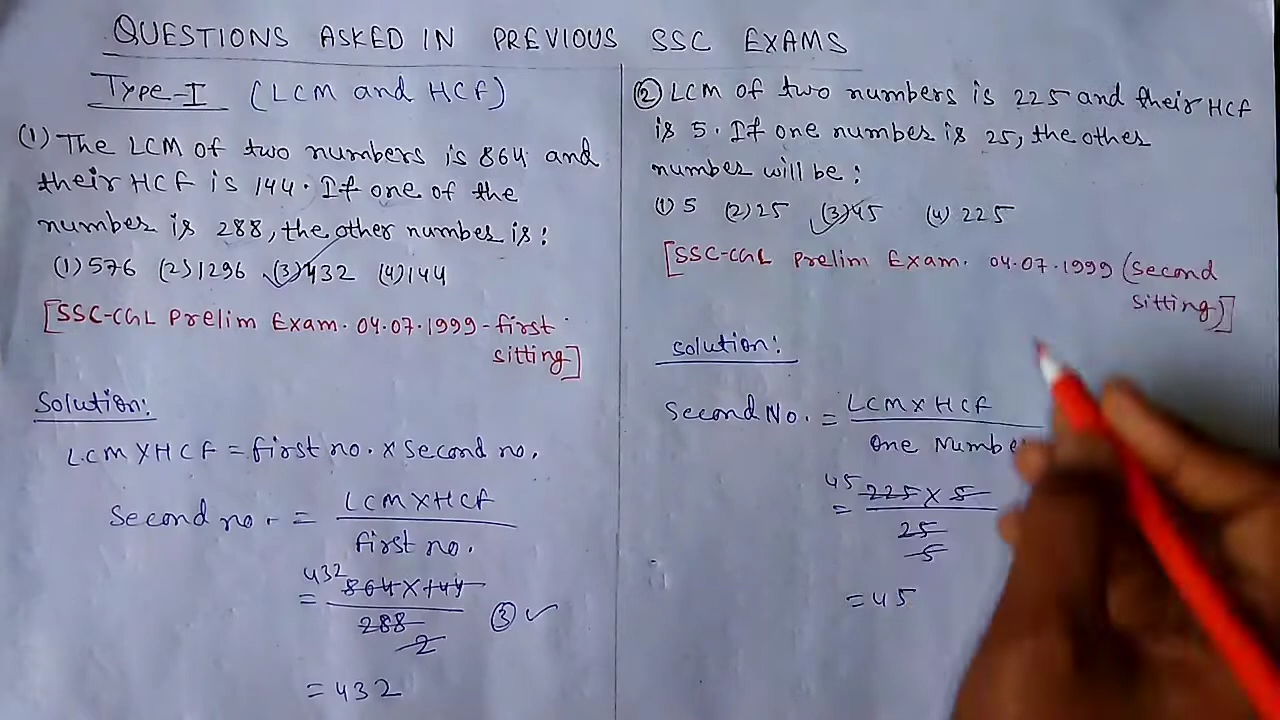 QUESTIONS ASKED IN PREVIOUS SSC EXAMS
Type-I (LCM and HCF)
(1) The LCM of two numbers is 864 and
their HCF is 144. If one of the
number is 288, the other number is:
(1) 576 (2) 1296 (3) 432 (4) 144
[SSC-CGL Prelim Exam. 04.07.1999-first
sitting]
Solution:
LCM X HCF = first no. x Second no.
Second no. = LCM X HCF
first no.
432
= 864 X 144
288
2
③ ✓
= 432
② LCM of two numbers is 225 and their HCF
is 5. If one number is 25, the other
number will be:
(1) 5 (2) 25 (3) 45 (4) 225
[SSC-CGL Prelim Exam. 04.07.1999 (Second
Sitting)]
Solution:
Second No. = LCM X HCF
One
45
= 225 X 5
25
5
= 45